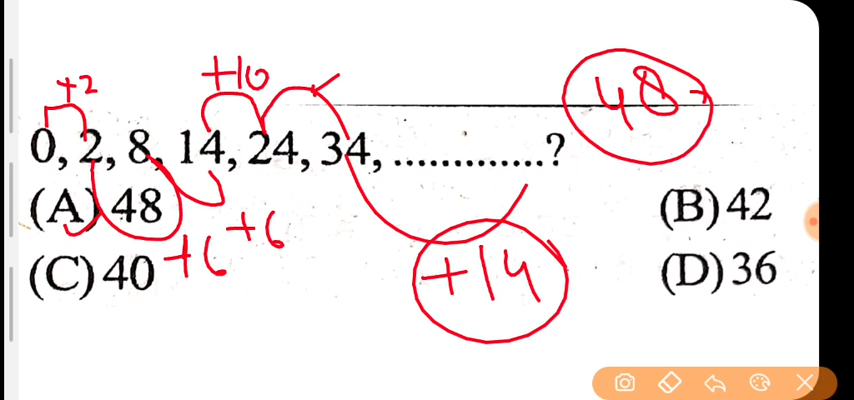 +2
+10
48
0, 2, 8, 14, 24, 34, ..............?
(A) 48
(B) 42
+6
+6
+14
(C) 40
(D) 36